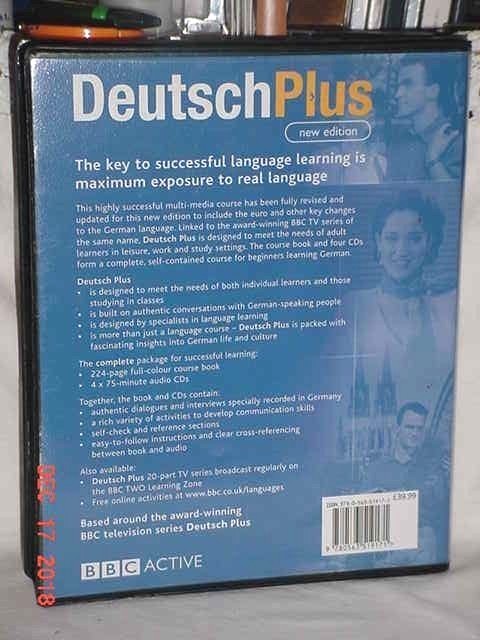 DeutschPlus
new edition
The key to successful language learning is
maximum exposure to real language
This highly successful multi-media course has been fully revised and
updated for this new edition to include the euro and other key changes
to the German language. Linked to the award-winning BBC TV series of
the same name, Deutsch Plus is designed to meet the needs of adult
learners in leisure, work and study settings. The course book and four CDs
form a complete, self-contained course for beginners learning German.
Deutsch Plus
• is designed to meet the needs of both individual learners and those
studying in classes
• is built on authentic conversations with German-speaking people
• is designed by specialists in language learning
• is more than just a language course – Deutsch Plus is packed with
fascinating insights into German life and culture
The complete package for successful learning:
• 224-page full-colour course book
• 4 x 75-minute audio CDs
Together, the book and CDs contain:
• authentic dialogues and interviews specially recorded in Germany
• a rich variety of activities to develop communication skills
• self-check and reference sections
• easy-to-follow instructions and clear cross-referencing
between book and audio
Also available:
• Deutsch Plus 20-part TV series broadcast regularly on
the BBC TWO Learning Zone
• Free online activities at www.bbc.co.uk/languages
Based around the award-winning
BBC television series Deutsch Plus
ISBN £39.99
BBC ACTIVE
DEC 17 2018